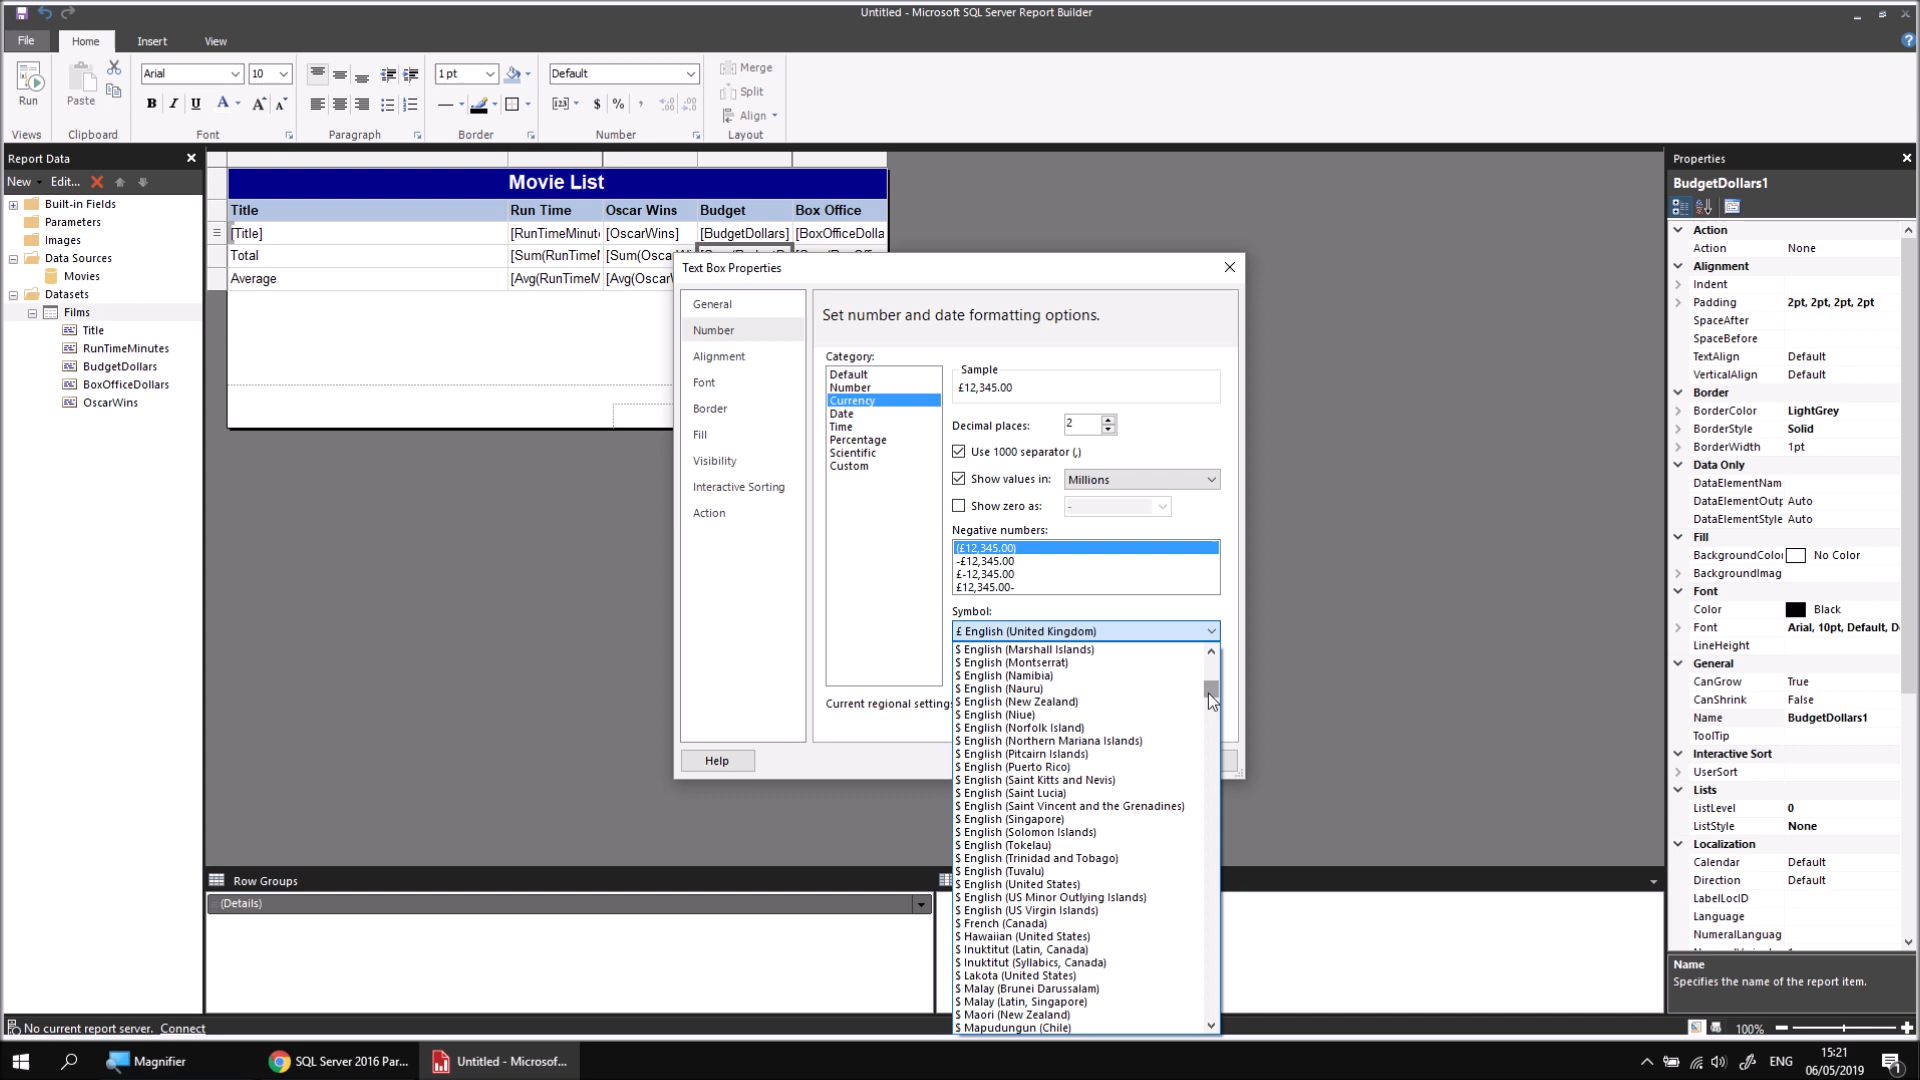 Untitled - Microsoft SQL Server Report Builder
File
Home
Insert
View
Run
Paste
Arial
10
B I U A A A
1 pt
Default
$ % ,
Merge
Split
Align
Views
Clipboard
Font
Paragraph
Border
Number
Layout
Report Data
New
Edit...
Built-in Fields
Parameters
Images
Data Sources
Movies
Datasets
Films
Title
RunTimeMinutes
BudgetDollars
BoxOfficeDollars
OscarWins
Movie List
Title Run Time Oscar Wins Budget Box Office
[Title] [RunTimeMinut [OscarWins] [BudgetDollars] [BoxOfficeDolla
Total [Sum(RunTimeM [Sum(Osca
Average [Avg(RunTimeM [Avg(Oscar
Text Box Properties
General
Number
Alignment
Font
Border
Fill
Visibility
Interactive Sorting
Action
Help
Set number and date formatting options.
Category:
Default
Number
Currency
Date
Time
Percentage
Scientific
Custom
Sample
£12,345.00
Decimal places: 2
Use 1000 separator (,)
Show values in: Millions
Show zero as: -
Negative numbers:
(£12,345.00)
-£12,345.00
£-12,345.00
£12,345.00-
Symbol:
£ English (United Kingdom)
$ English (Marshall Islands)
$ English (Montserrat)
$ English (Namibia)
$ English (Nauru)
$ English (New Zealand)
$ English (Niue)
$ English (Norfolk Island)
$ English (Northern Mariana Islands)
$ English (Pitcairn Islands)
$ English (Puerto Rico)
$ English (Saint Kitts and Nevis)
$ English (Saint Lucia)
$ English (Saint Vincent and the Grenadines)
$ English (Singapore)
$ English (Solomon Islands)
$ English (Tokelau)
$ English (Trinidad and Tobago)
$ English (Tuvalu)
$ English (United States)
$ English (US Minor Outlying Islands)
$ English (US Virgin Islands)
$ French (Canada)
$ Hawaiian (United States)
$ Inuktitut (Latin, Canada)
$ Inuktitut (Syllabics, Canada)
$ Lakota (United States)
$ Malay (Brunei Darussalam)
$ Malay (Latin, Singapore)
$ Maori (New Zealand)
$ Mapudungun (Chile)
Current regional setting
Row Groups
(Details)
Properties
BudgetDollars1
Action
Action None
Alignment
Indent
Padding 2pt, 2pt, 2pt, 2pt
SpaceAfter
SpaceBefore
TextAlign Default
VerticalAlign Default
Border
BorderColor LightGrey
BorderStyle Solid
BorderWidth 1pt
Data Only
DataElementNam
DataElementOutp Auto
DataElementStyle Auto
Fill
BackgroundColo No Color
BackgroundImag
Font
Color Black
Font Arial, 10pt, Default, D
LineHeight
General
CanGrow True
CanShrink False
Name BudgetDollars1
ToolTip
Interactive Sort
UserSort
Lists
ListLevel 0
ListStyle None
Localization
Calendar Default
Direction Default
LabelLocID
Language
NumeralLanguag
Name
Specifies the name of the report item.
No current report server. Connect
100%
Magnifier
SQL Server 2016 Par...
Untitled - Microsof...
ENG
15:21
06/05/2019
1